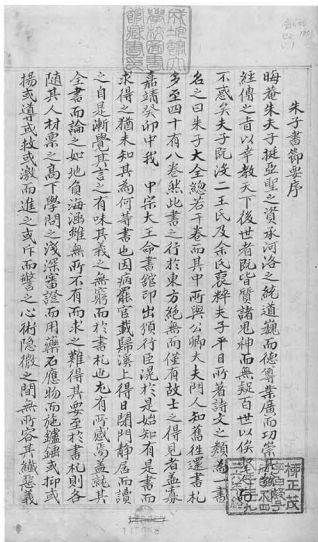 朱子書節要序
晦庵朱夫子挺亞聖之資承河洛之統道巍而德尊業廣而功崇
經傳之旨以幸教天下後世者既皆質諸鬼神而無疑百世以俟
不惑矣夫子既沒二王氏及余氏裒稡夫子平日所著詩文之類爲一書
名之曰朱子大全總若干卷而其中所與公卿大夫門人知舊往還書札
多至四十有八卷然此書之行於東方絶無而僅有故士之得見者盖寡
嘉靖癸卯中我 中宗大王命書館印出頒行臣滉於是始知有是書而
求得之猶未知其爲何等書也因病罷官載歸溪上得日閉門静居而讀
之自是漸覺其言之有味其義之無窮而於書札也尤有所感焉盖就其
全書而論之如地負海涵雖無所不有而求之難得其要至於書札則各
隨其人材禀之高下學問之淺深審證而用藥石應物而施爐錘或抑或
揚或導或救或激而進之或斥而警之心術隱微之間無所容其纖惡義
柳正茂